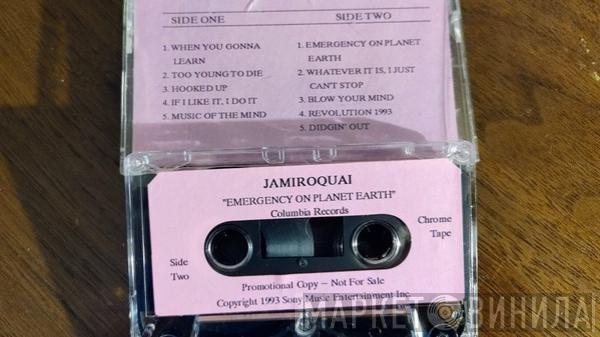 SIDE ONE
SIDE TWO
1. WHEN YOU GONNA
LEARN
2. TOO YOUNG TO DIE
3. HOOKED UP
4. IF I LIKE IT, I DO IT
5. MUSIC OF THE MIND
1. EMERGENCY ON PLANET
EARTH
2. WHATEVER IT IS, I JUST
CAN'T STOP
3. BLOW YOUR MIND
4. REVOLUTION 1993
5. DIDGIN' OUT
JAMIROQUAI
"EMERGENCY ON PLANET EARTH"
Columbia Records
Chrome
Tape
Side
Two
Promotional Copy – Not For Sale
Copyright 1993 Sony Music Entertainment Inc.
МАРКЕТ ВИНИЛА